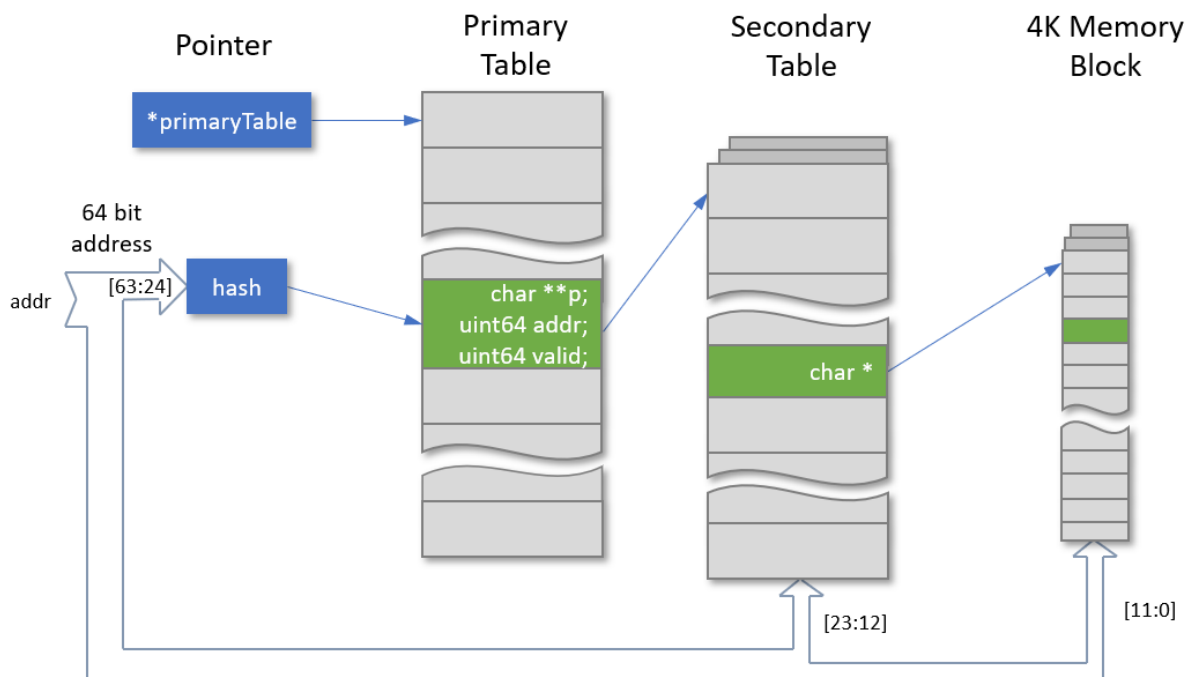 Pointer
Primary
Table
Secondary
Table
4K Memory
Block
*primaryTable
64 bit
address
addr
[63:24]
hash
char **p;
uint64 addr;
uint64 valid;
char *
[23:12]
[11:0]